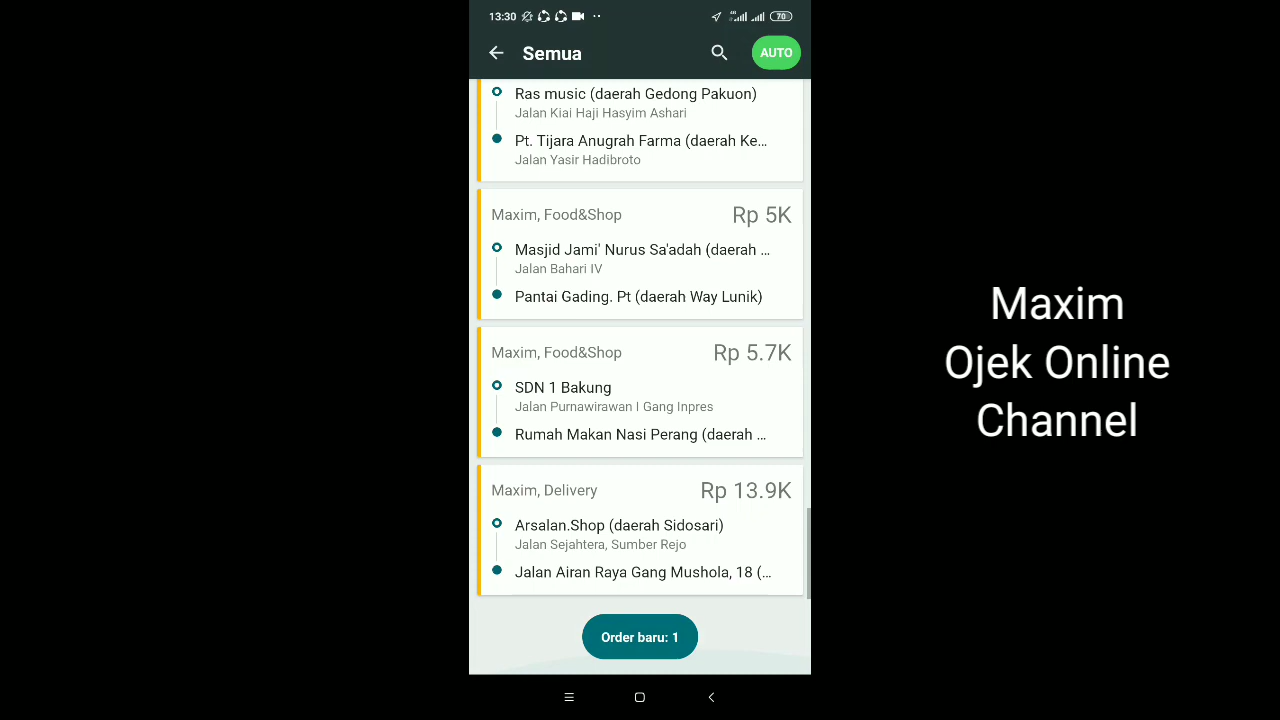 13:30
4G
70
Semua
AUTO
Ras music (daerah Gedong Pakuon)
Jalan Kiai Haji Hasyim Ashari
Pt. Tijara Anugrah Farma (daerah Ke...
Jalan Yasir Hadibroto
Maxim, Food&Shop
Rp 5K
Masjid Jami' Nurus Sa'adah (daerah ...
Jalan Bahari IV
Pantai Gading. Pt (daerah Way Lunik)
Maxim, Food&Shop
Rp 5.7K
SDN 1 Bakung
Jalan Purnawirawan I Gang Inpres
Rumah Makan Nasi Perang (daerah ...
Maxim, Delivery
Rp 13.9K
Arsalan.Shop (daerah Sidosari)
Jalan Sejahtera, Sumber Rejo
Jalan Airan Raya Gang Mushola, 18 (...
Order baru: 1
Maxim
Ojek Online
Channel